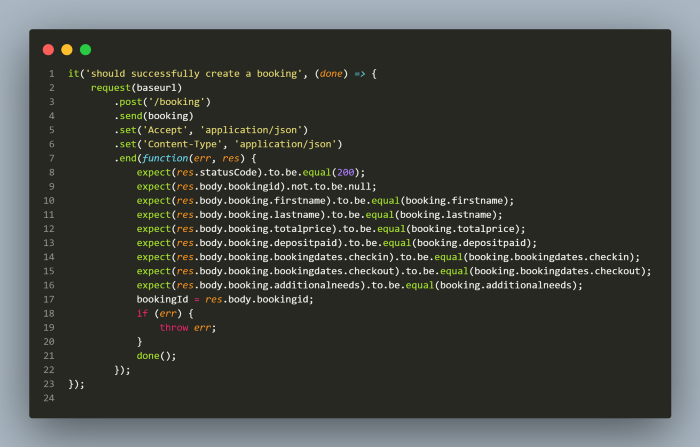 1 it('should successfully create a booking', (done) => {
2 request(baseurl)
3 .post('/booking')
4 .send(booking)
5 .set('Accept', 'application/json')
6 .set('Content-Type', 'application/json')
7 .end(function(err, res) {
8 expect(res.statusCode).to.be.equal(200);
9 expect(res.body.bookingid).not.to.be.null;
10 expect(res.body.booking.firstname).to.be.equal(booking.firstname);
11 expect(res.body.booking.lastname).to.be.equal(booking.lastname);
12 expect(res.body.booking.totalprice).to.be.equal(booking.totalprice);
13 expect(res.body.booking.depositpaid).to.be.equal(booking.depositpaid);
14 expect(res.body.booking.bookingdates.checkin).to.be.equal(booking.bookingdates.checkin);
15 expect(res.body.booking.bookingdates.checkout).to.be.equal(booking.bookingdates.checkout);
16 expect(res.body.booking.additionalneeds).to.be.equal(booking.additionalneeds);
17 bookingId = res.body.bookingid;
18 if (err) {
19 throw err;
20 }
21 done();
22 });
23 });
24